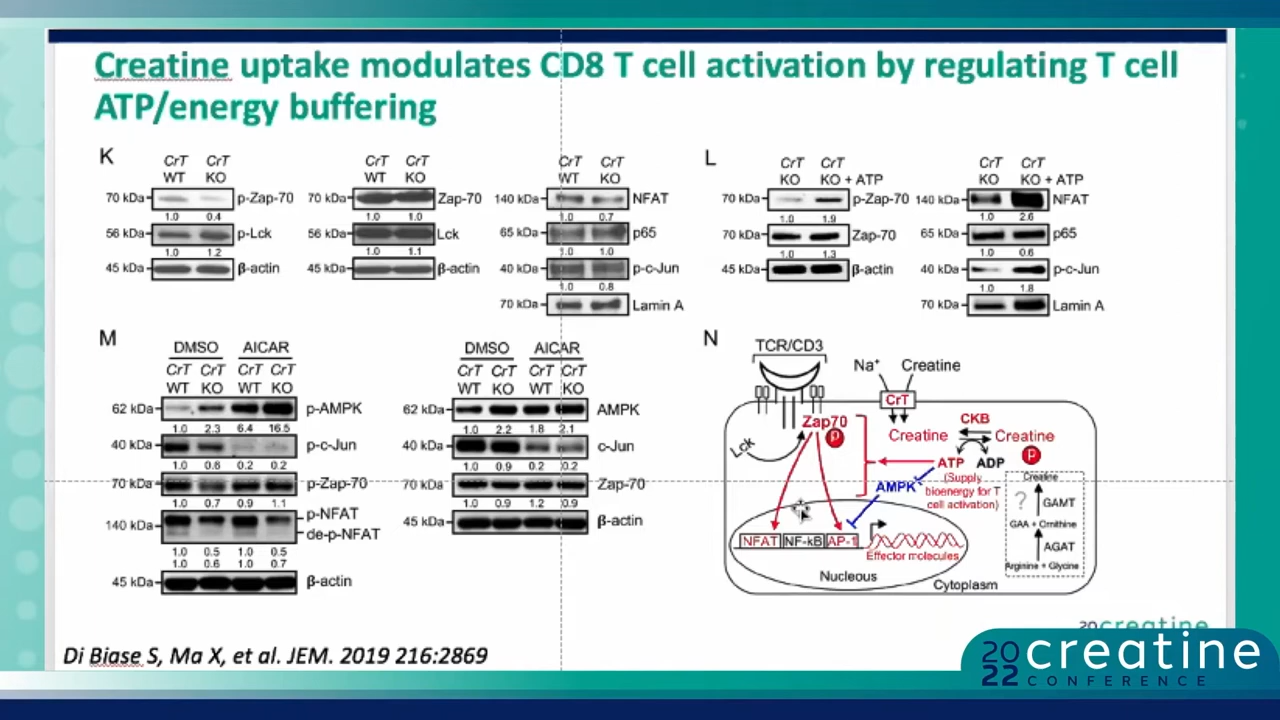 Creatine uptake modulates CD8 T cell activation by regulating T cell
ATP/energy buffering
K
CrT CrT
WT KO
70 kDa p-Zap-70
1.0 0.4
56 kDa p-Lck
1.0 1.2
45 kDa β-actin
CrT CrT
WT KO
70 kDa Zap-70
1.0 1.0
56 kDa Lck
1.0 1.1
45 kDa β-actin
CrT CrT
WT KO
140 kDa NFAT
1.0 0.7
65 kDa p65
1.0 1.0
40 kDa p-c-Jun
1.0 0.8
70 kDa Lamin A
L
CrT CrT
KO KO + ATP
70 kDa p-Zap-70
1.0 1.9
70 kDa Zap-70
1.0 1.3
45 kDa β-actin
CrT CrT
KO KO + ATP
140 kDa NFAT
1.0 2.6
65 kDa p65
1.0 0.6
40 kDa p-c-Jun
1.0 1.8
70 kDa Lamin A
M
DMSO AICAR
CrT CrT CrT CrT
WT KO WT KO
62 kDa p-AMPK
1.0 2.3 6.4 16.5
40 kDa p-c-Jun
1.0 0.6 0.2 0.2
70 kDa p-Zap-70
1.0 0.7 0.9 1.1
p-NFAT
140 kDa de-p-NFAT
1.0 0.5 1.0 0.5
1.0 0.6 1.0 0.7
45 kDa β-actin
DMSO AICAR
CrT CrT CrT CrT
WT KO WT KO
62 kDa AMPK
1.0 2.2 1.8 2.1
40 kDa c-Jun
1.0 0.9 0.2 0.2
70 kDa Zap-70
1.0 0.9 1.2 0.9
45 kDa β-actin
N
TCR/CD3
Na+ Creatine
CrT
Zap70
P
Lck
CKB
Creatine Creatine
P
ATP ADP
(Supply
bioenergy for T
cell activation)
AMPK
NFAT NF-kB AP-1
Effector molecules
Nucleous
Cytoplasm
Creatine
? GAMT
GAA + Ornithine
AGAT
Arginine + Glycine
Di Biase S, Ma X, et al. JEM. 2019 216:2869
20 creatine
20 creatine
22 CONFERENCE